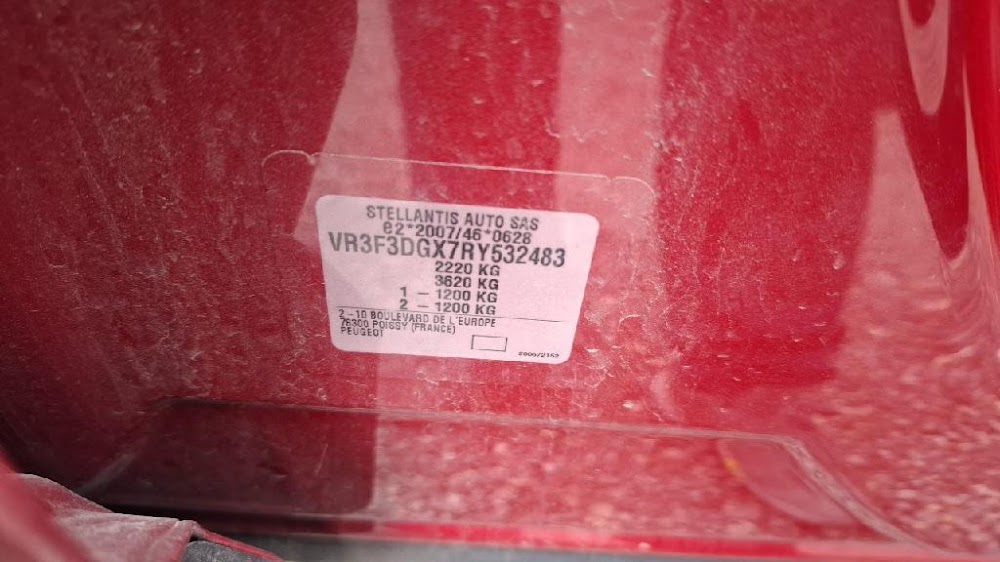 STELLANTIS AUTO SAS
e2*2007/46*0628
VR3F3DGX7RY532483
2220 KG
3620 KG
1 - 1200 KG
2 - 1200 KG
2 -10 BOULEVARD DE L'EUROPE
78300 POISSY (FRANCE)
PEUGEOT